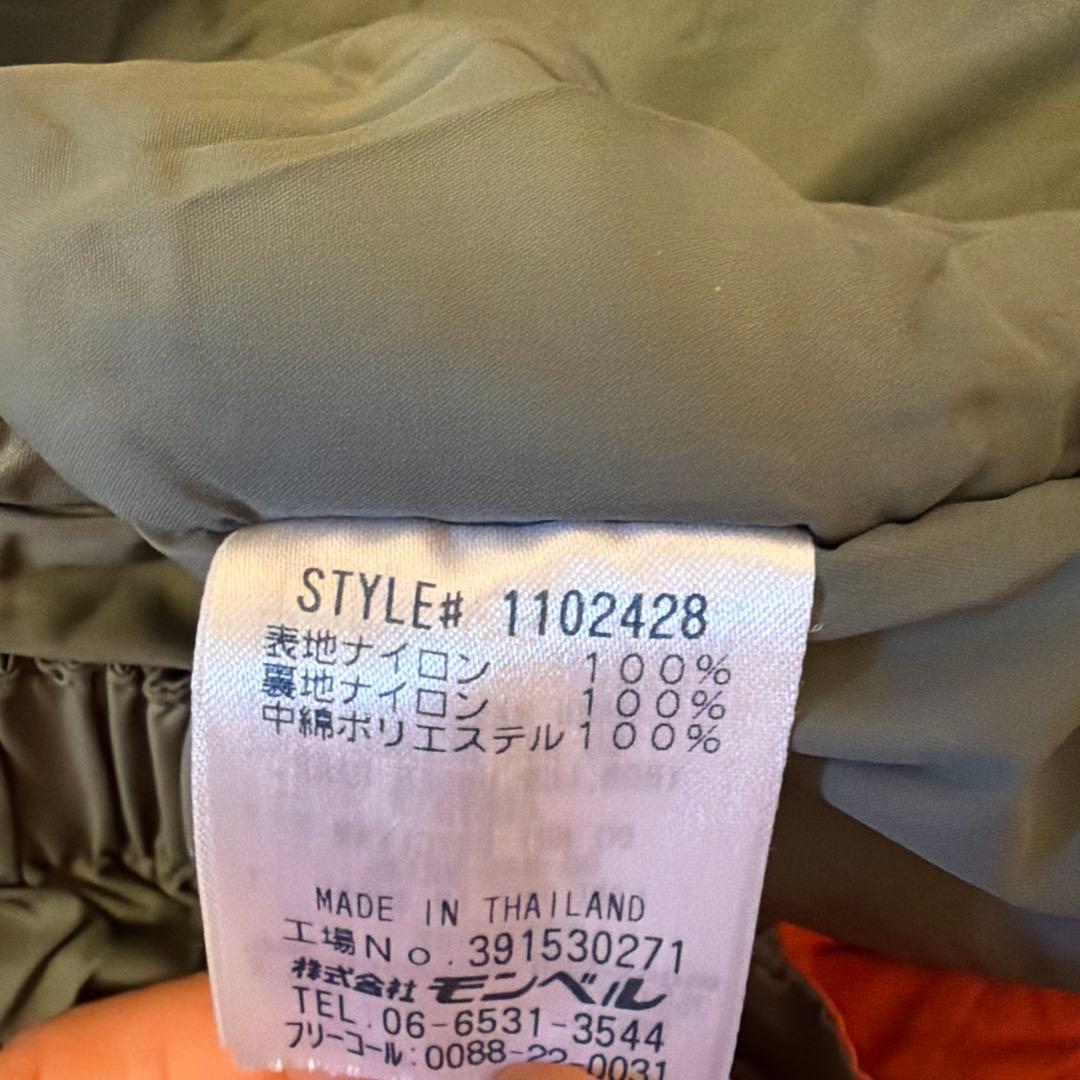 STYLE# 1102428
表地ナイロン 100%
裏地ナイロン 100%
中綿ポリエステル100%
MADE IN THAILAND
工場No.391530271
株式会社 モンベル
TEL.06-6531-3544
フリーコール:0088-22-0031